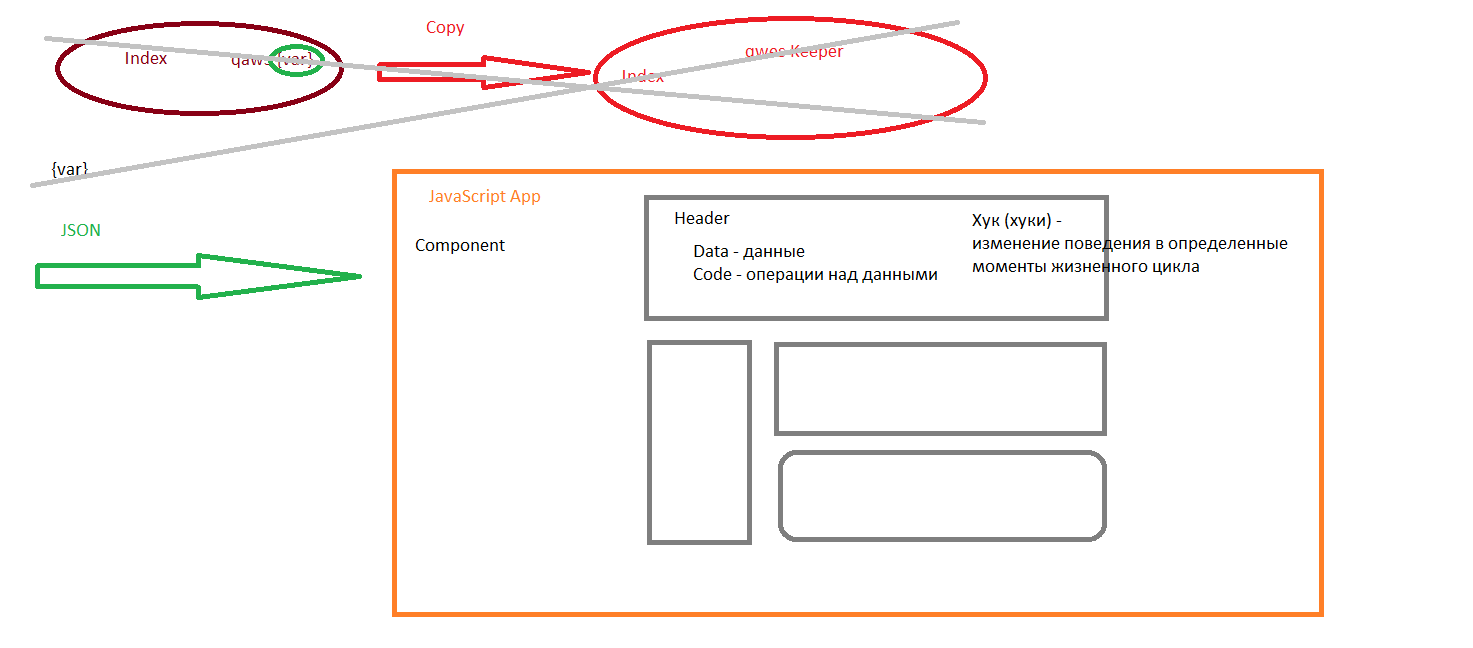 Copy
Index qaws {var}
qwes Keeper
Index
{var}
JSON
JavaScript App
Component
Header
Data - данные
Code - операции над данными
Хук (хуки) -
изменение поведения в определенные
моменты жизненного цикла